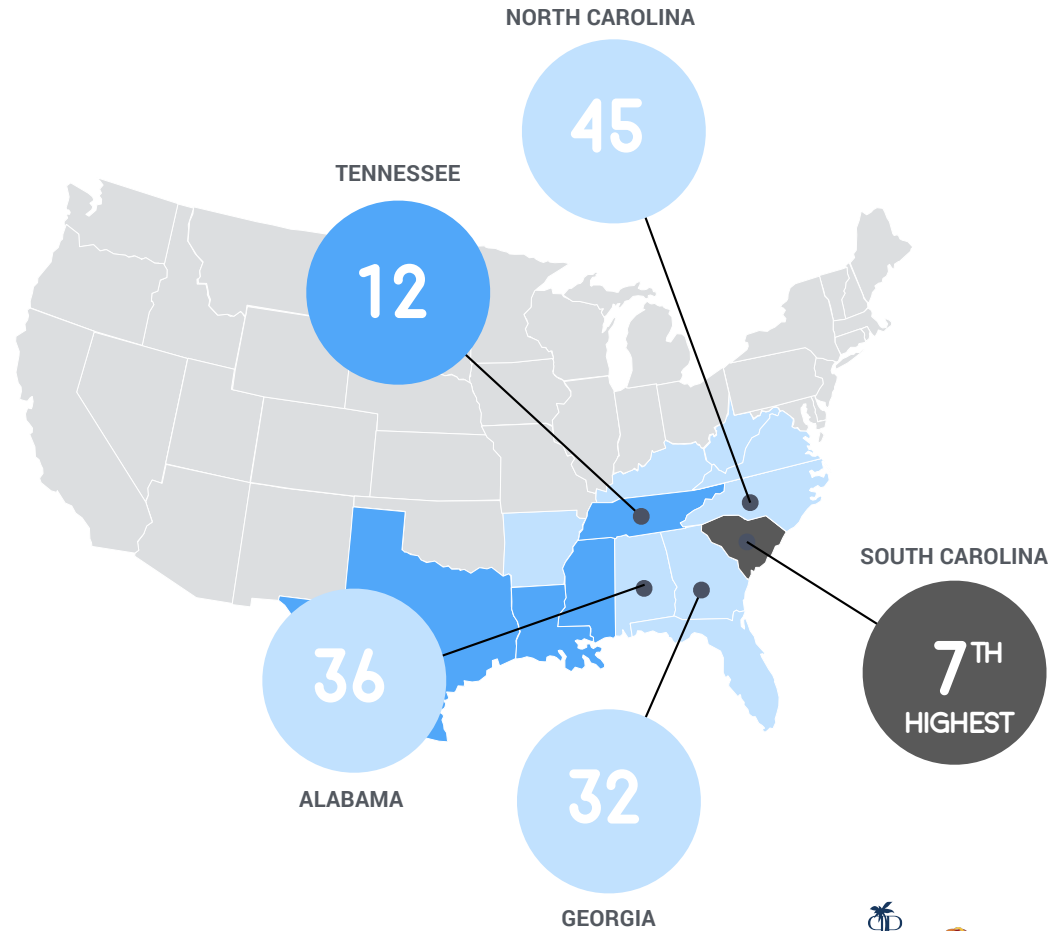 NORTH CAROLINA
45
TENNESSEE
12
SOUTH CAROLINA
7TH
HIGHEST
36
ALABAMA
32
GEORGIA